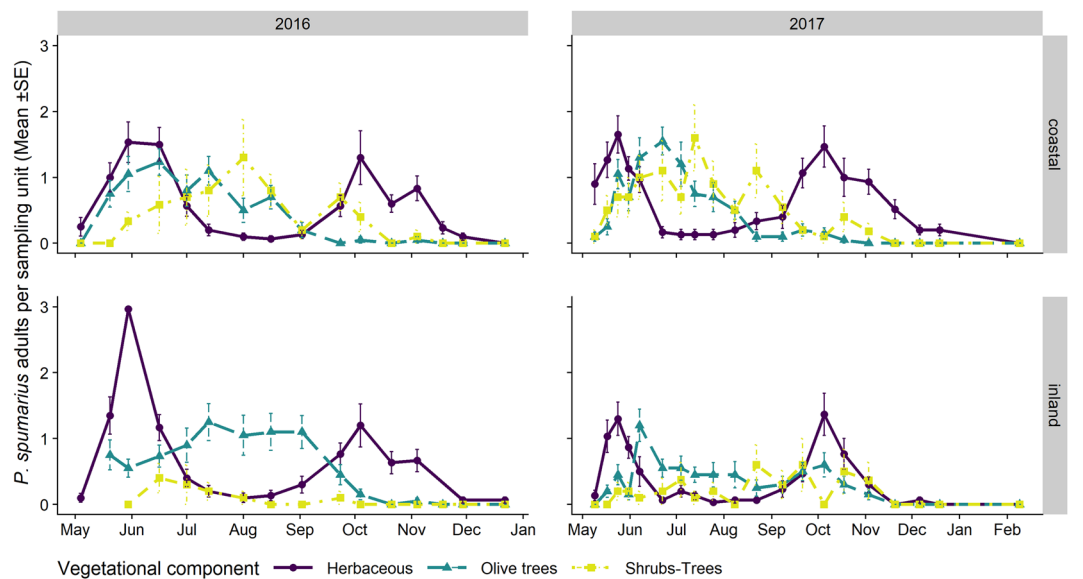 2016
2017
P. spumarius adults per sampling unit (Mean ±SE)
3
2
1
0
3
2
1
0
coastal
inland
May Jun Jul Aug Sep Oct Nov Dec Jan
May Jun Jul Aug Sep Oct Nov Dec Jan Feb
Vegetational component Herbaceous Olive trees Shrubs-Trees